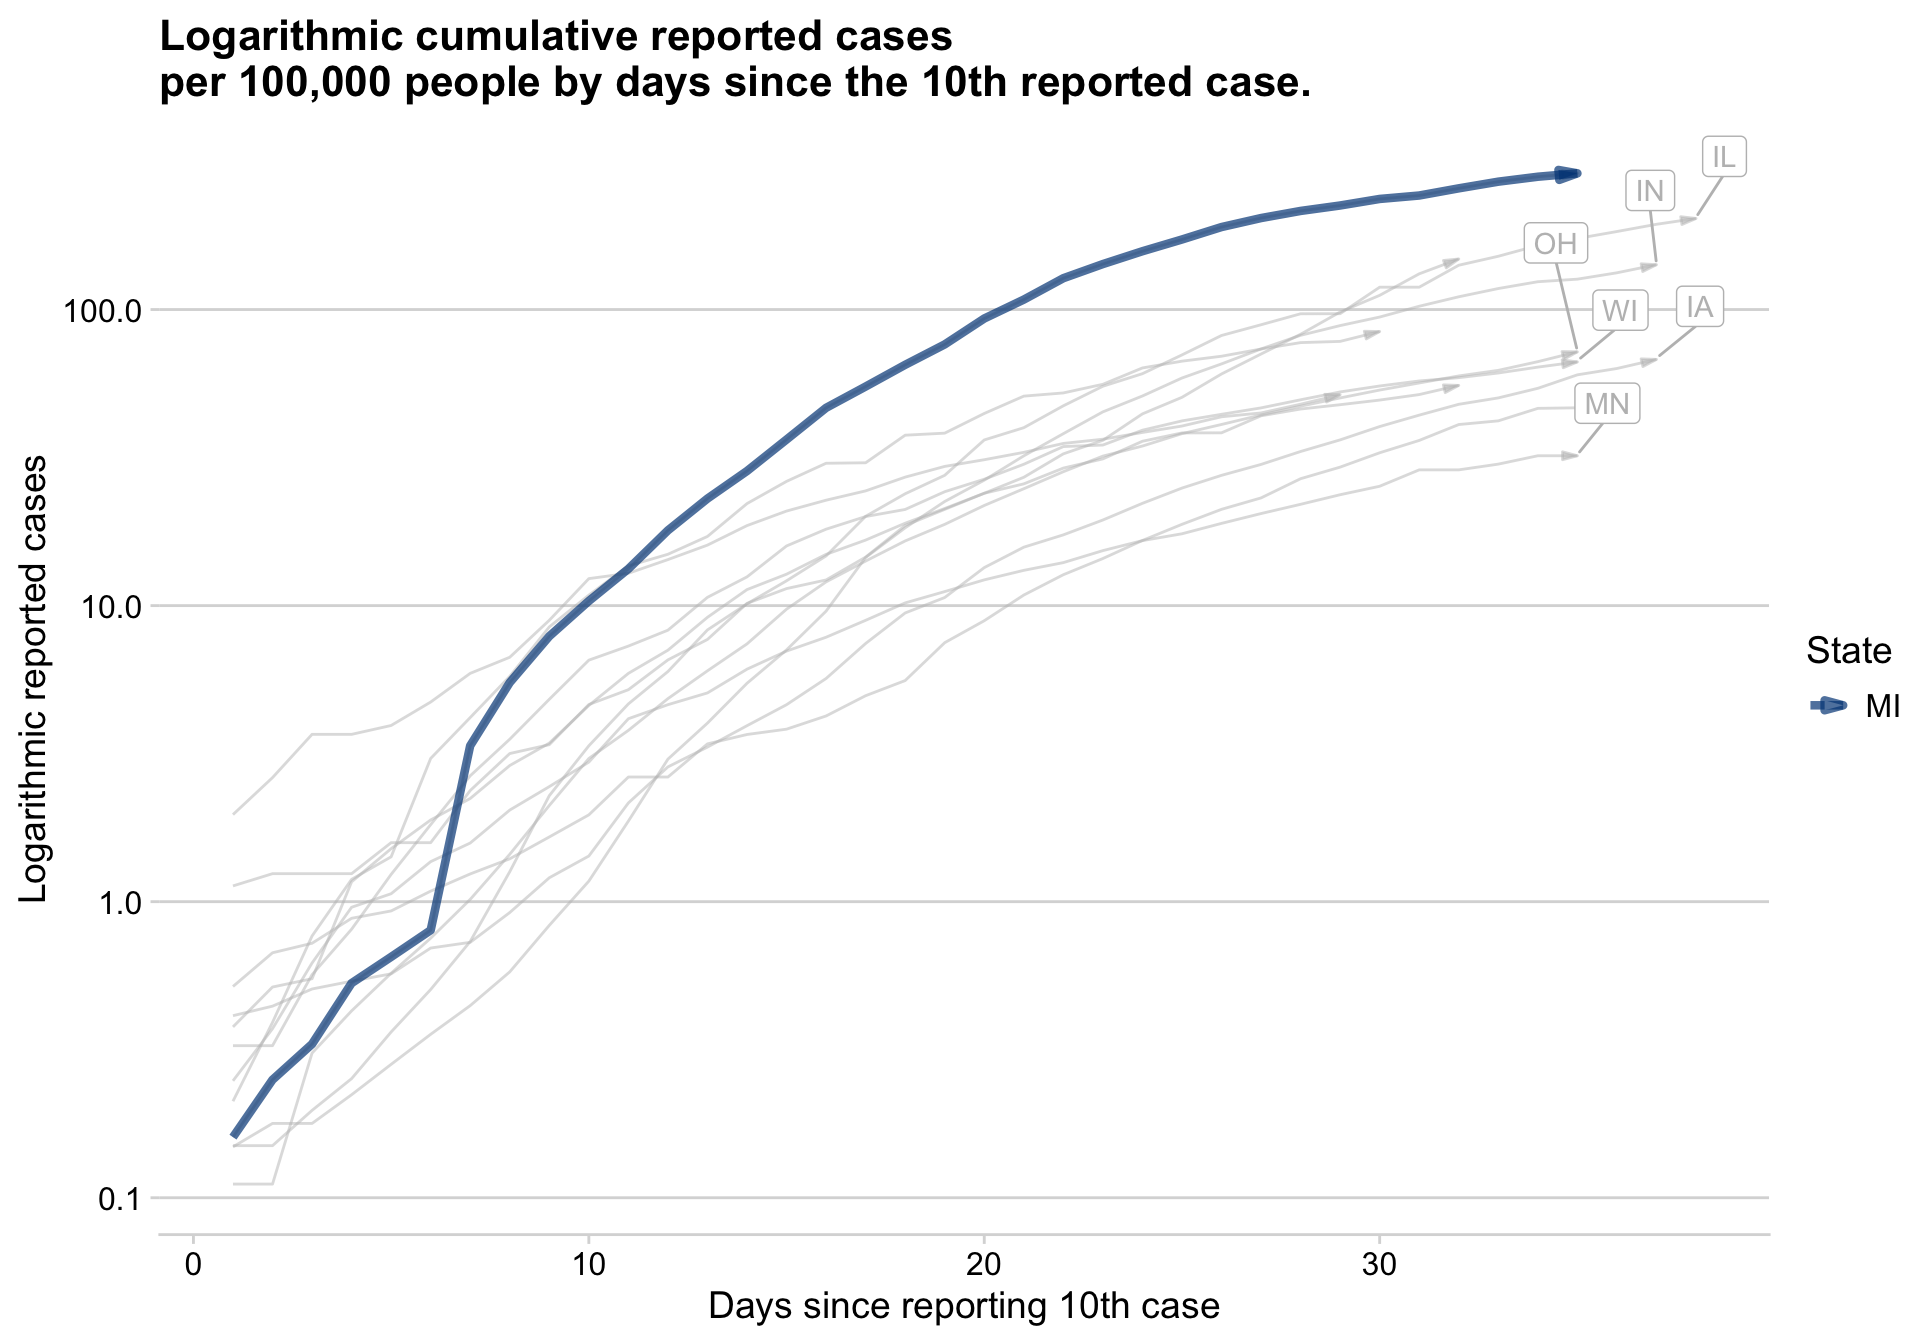 Logarithmic cumulative reported cases
per 100,000 people by days since the 10th reported case.
IL
IN
OH
WI
IA
MN
100.0
10.0
1.0
0.1
Logarithmic reported cases
State
MI
0
10
20
30
Days since reporting 10th case